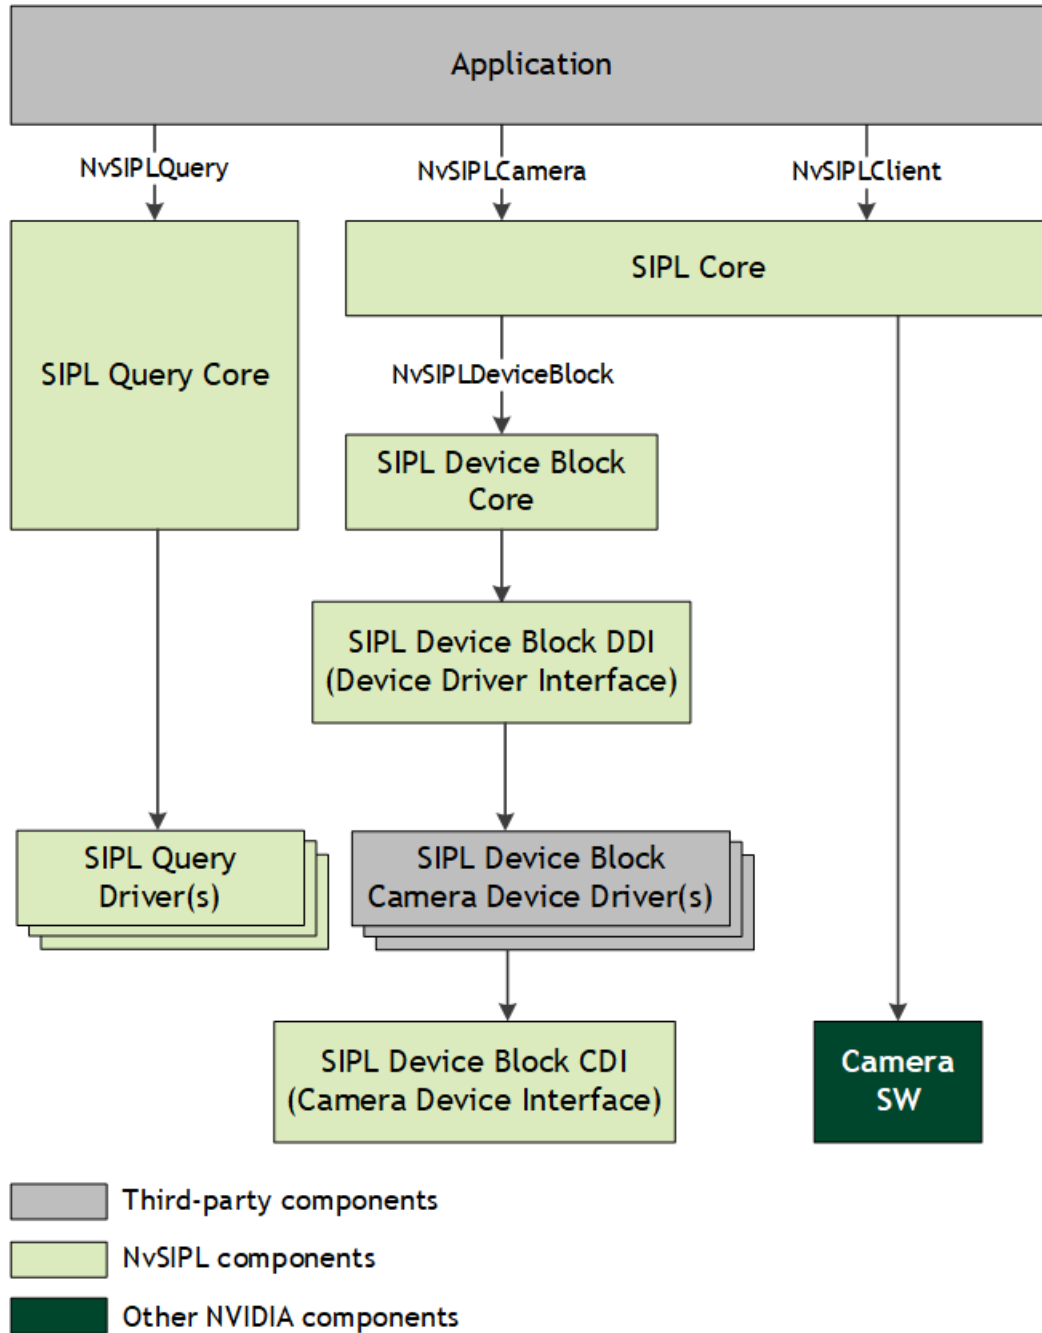 Application
NvSIPLQuery
NvSIPLCamera
NvSIPLClient
SIPL Core
SIPL Query Core
NvSIPLDeviceBlock
SIPL Device Block
Core
SIPL Device Block DDI
(Device Driver Interface)
SIPL Query
Driver(s)
SIPL Device Block
Camera Device Driver(s)
SIPL Device Block CDI
(Camera Device Interface)
Camera
SW
Third-party components
NvSIPL components
Other NVIDIA components